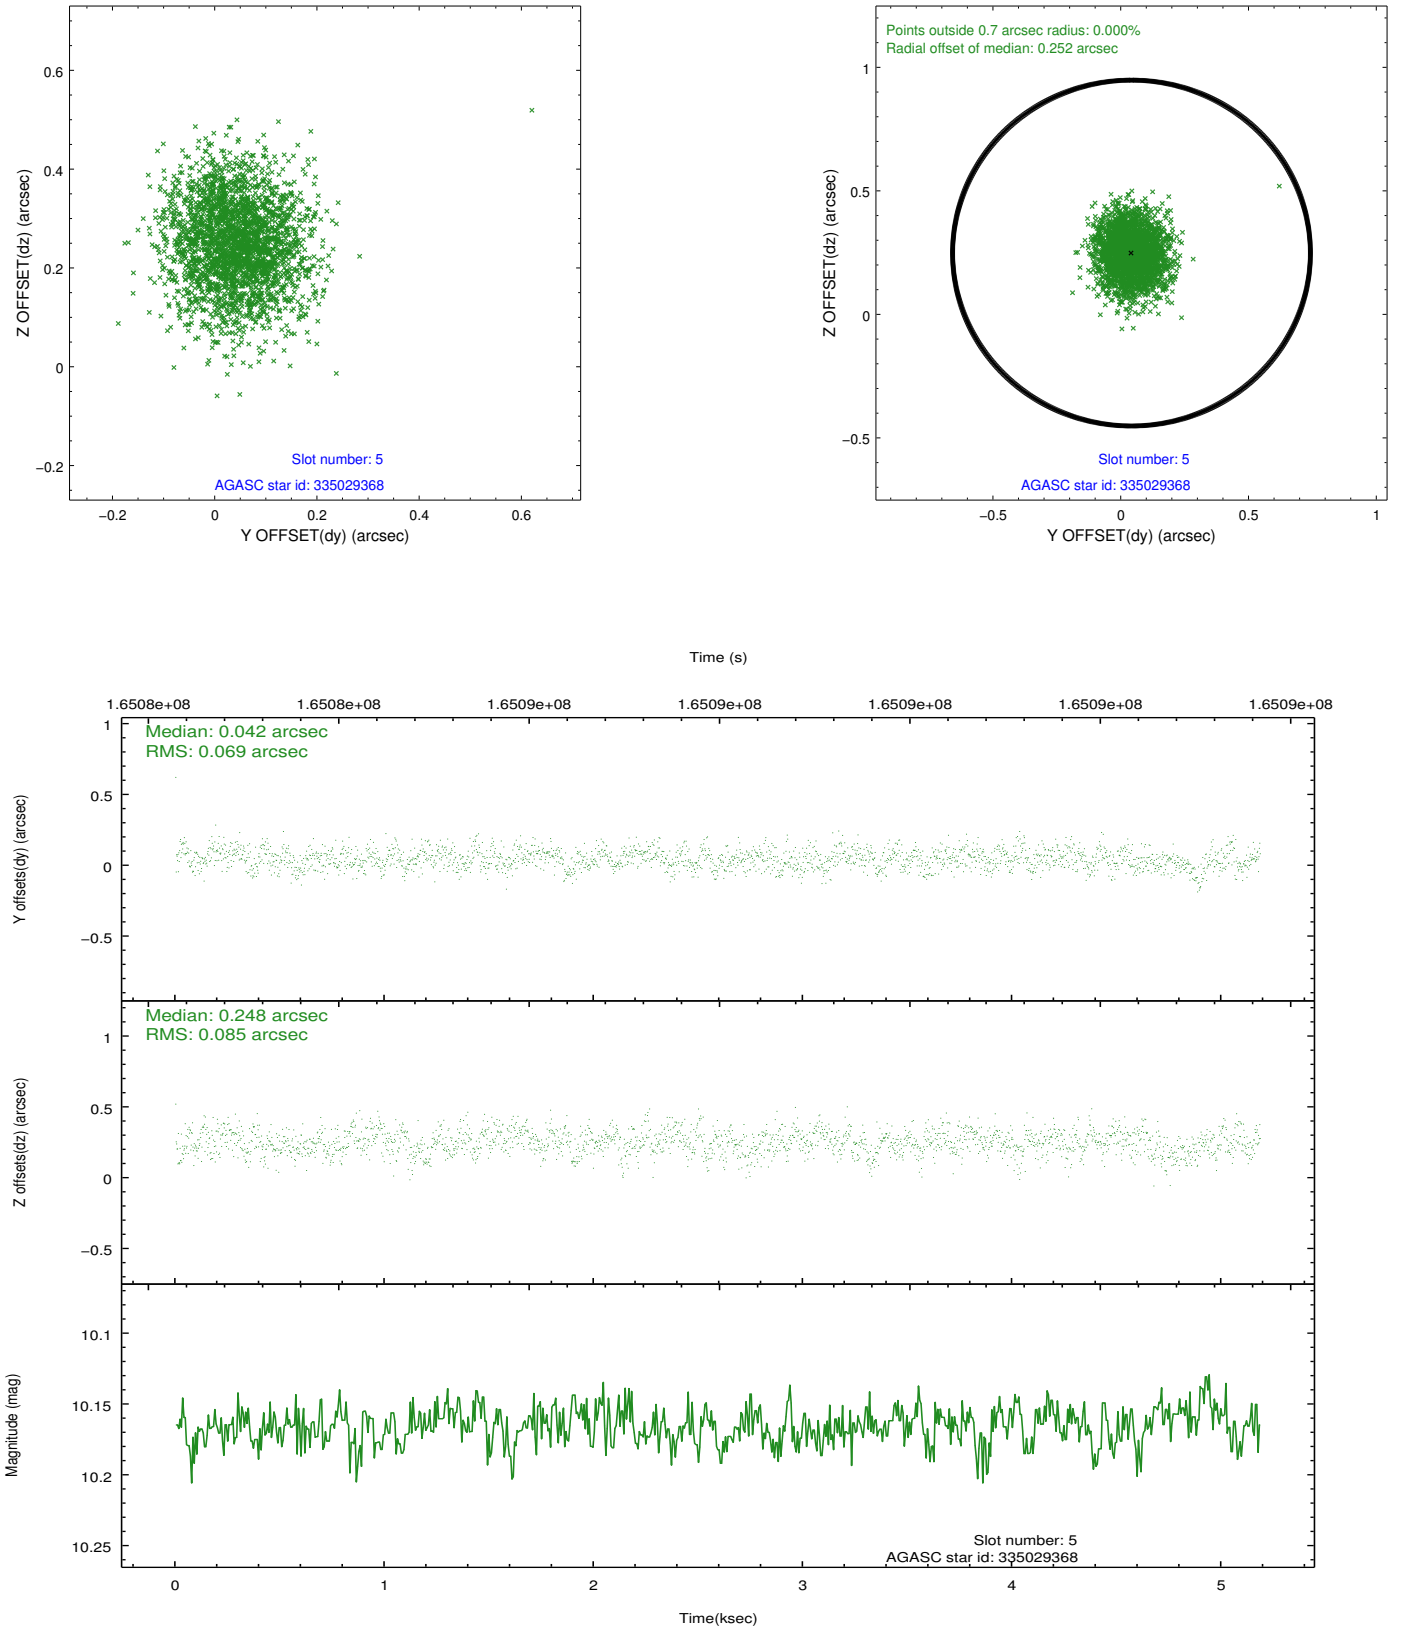 0.6
0.4
0.2
0
−0.2
Z OFFSET(dz) (arcsec)
Slot number: 5
AGASC star id: 335029368
−0.2 0 0.2 0.4 0.6
Y OFFSET(dy) (arcsec)
Points outside 0.7 arcsec radius: 0.000%
Radial offset of median: 0.252 arcsec
1
0.5
0
−0.5
Z OFFSET(dz) (arcsec)
Slot number: 5
AGASC star id: 335029368
−0.5 0 0.5 1
Y OFFSET(dy) (arcsec)
Time (s)
1.6508e+08 1.6508e+08 1.6509e+08 1.6509e+08 1.6509e+08 1.6509e+08 1.6509e+08
Median: 0.042 arcsec
RMS: 0.069 arcsec
1
0.5
0
−0.5
Y offsets(dy) (arcsec)
Median: 0.248 arcsec
RMS: 0.085 arcsec
1
0.5
0
−0.5
Z offsets(dz) (arcsec)
10.1
10.15
10.2
10.25
Magnitude (mag)
Slot number: 5
AGASC star id: 335029368
0 1 2 3 4 5
Time(ksec)